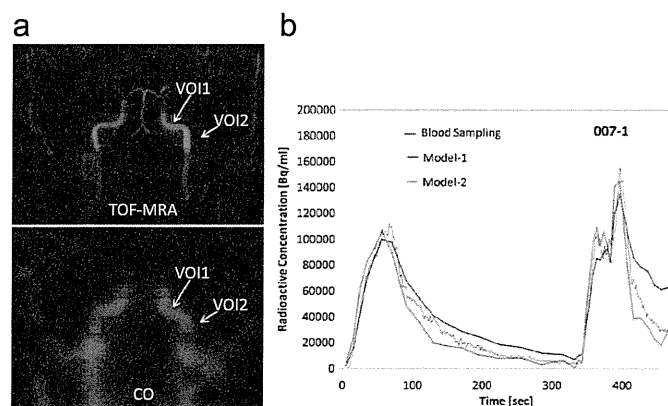 a
VOI1
VOI2
TOF-MRA
VOI1
VOI2
CO
b
Radioactive Concentration [Bq/ml]
200000
180000
160000
140000
120000
100000
80000
60000
40000
20000
0
Blood Sampling
Model-1
Model-2
007-1
0
100
200
300
400
Time [sec]